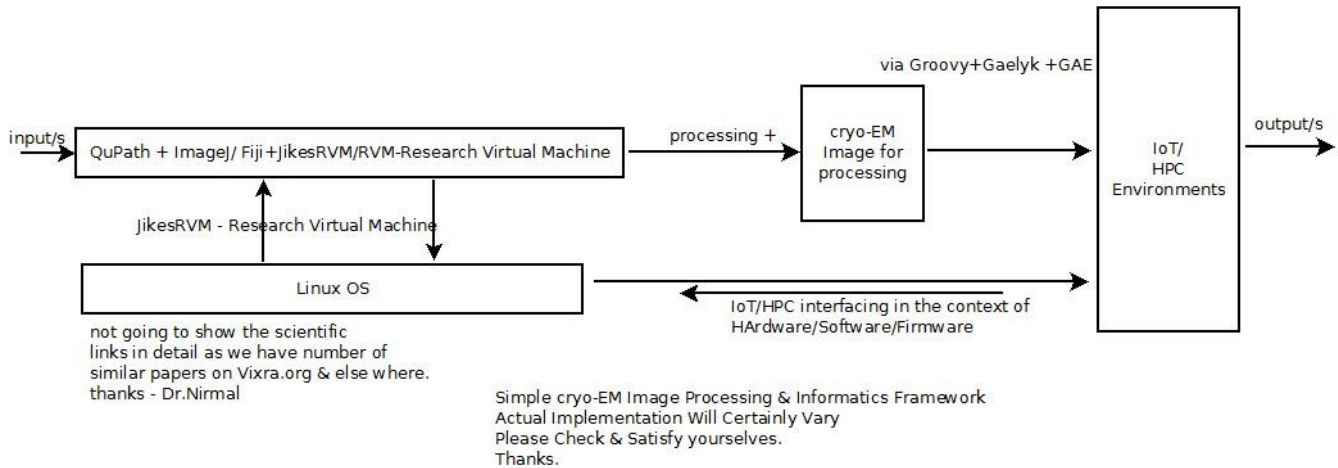 via Groovy+Gaelyk +GAE
input/s
QuPath + ImageJ/ Fiji+JikesRVM/RVM-Research Virtual Machine
processing +
cryo-EM
Image for
processing
IoT/
HPC
Environments
output/s
JikesRVM - Research Virtual Machine
Linux OS
IoT/HPC interfacing in the context of
HArdware/Software/Firmware
not going to show the scientific
links in detail as we have number of
similar papers on Vixra.org & else where.
thanks - Dr.Nirmal
Simple cryo-EM Image Processing & Informatics Framework
Actual Implementation Will Certainly Vary
Please Check & Satisfy yourselves.
Thanks.